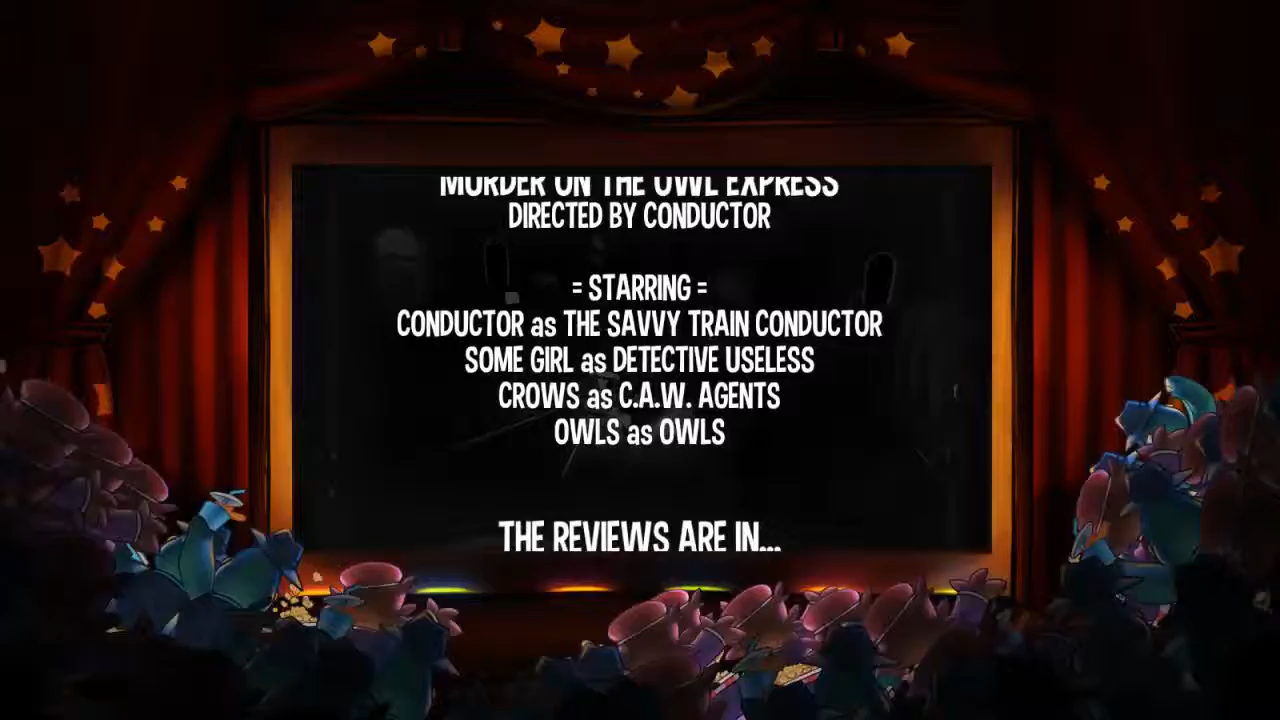 MURDER ON THE OWL EXPRESS
DIRECTED BY CONDUCTOR
= STARRING =
CONDUCTOR as THE SAVVY TRAIN CONDUCTOR
SOME GIRL as DETECTIVE USELESS
CROWS as C.A.W. AGENTS
OWLS as OWLS
THE REVIEWS ARE IN...